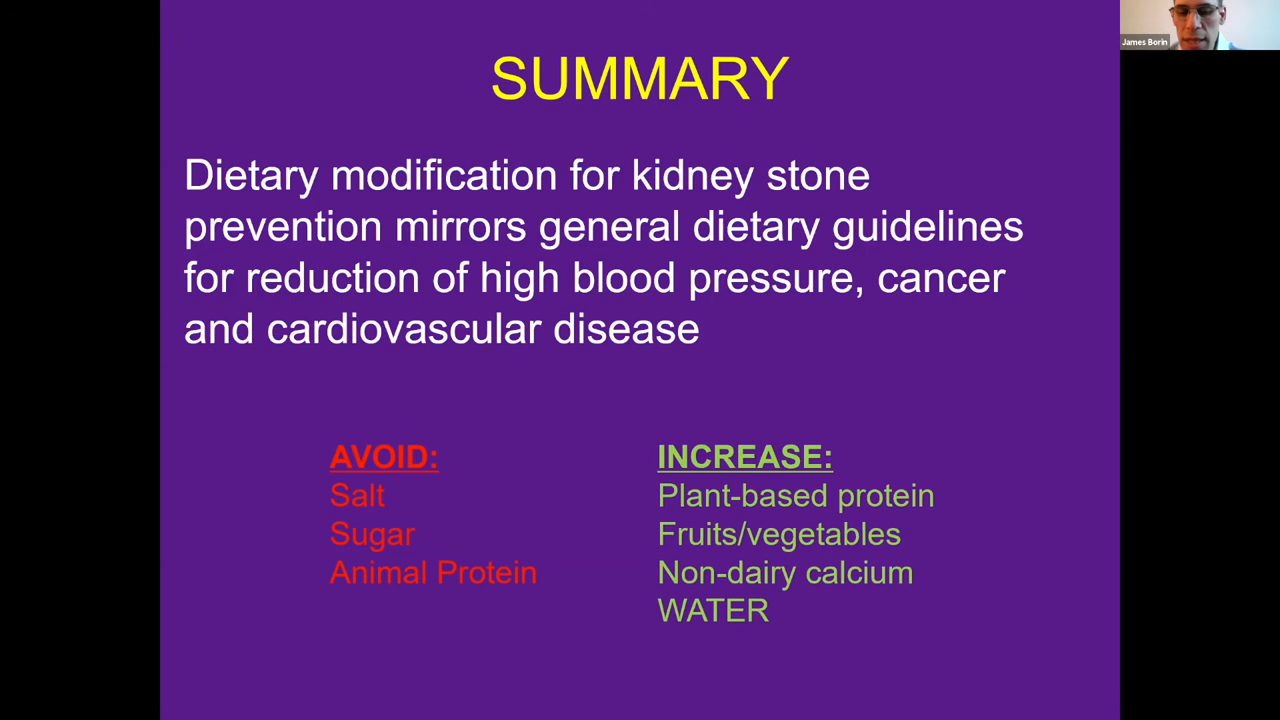 James Borin
SUMMARY
Dietary modification for kidney stone
prevention mirrors general dietary guidelines
for reduction of high blood pressure, cancer
and cardiovascular disease
AVOID:
Salt
Sugar
Animal Protein
INCREASE:
Plant-based protein
Fruits/vegetables
Non-dairy calcium
WATER